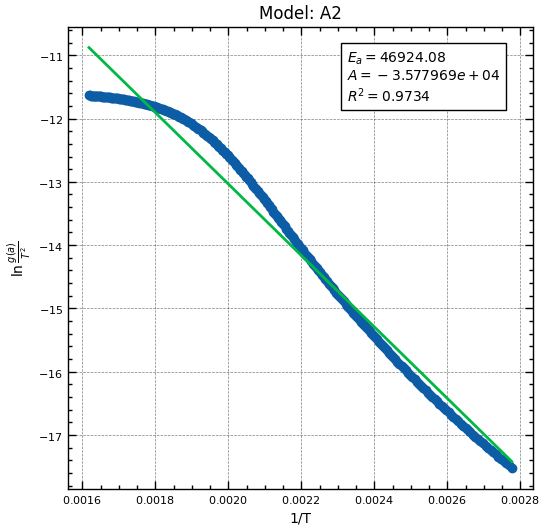 Model: A2
E_a = 46924.08
A = − 3.577969e + 04
R² = 0.9734
−11
−12
−13
−14
−15
−16
−17
ln g(a)/T²
0.0016 0.0018 0.0020 0.0022 0.0024 0.0026 0.0028
1/T